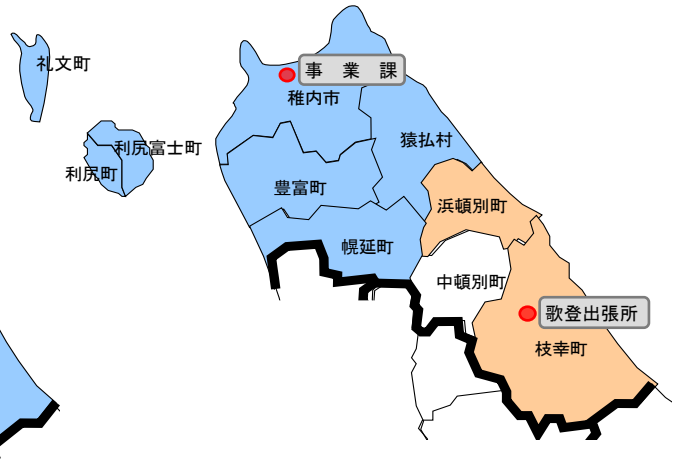 礼文町
事　業　課
稚内市
猿払村
利尻富士町
利尻町
豊富町
浜頓別町
幌延町
中頓別町
歌登出張所
枝幸町